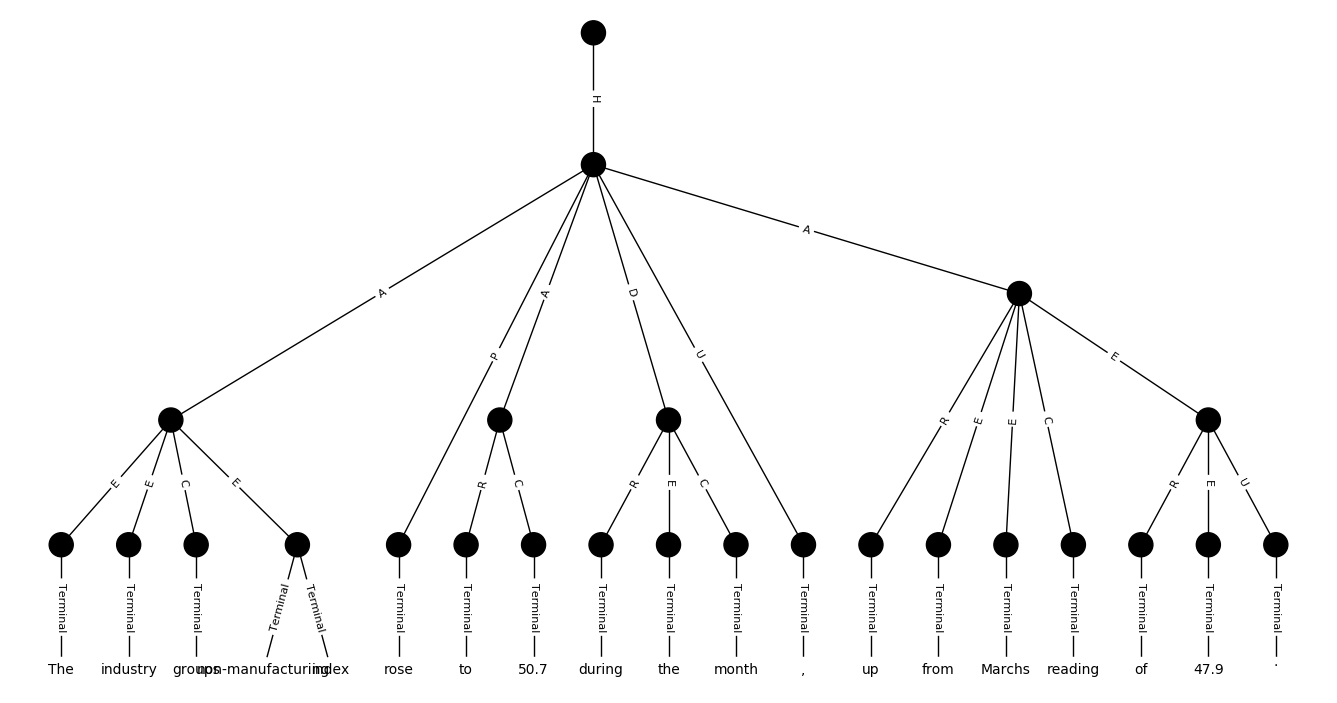 H
A
A
P
A
D
U
E
E
C
E
R
C
R
E
C
R
E
E
C
E
R
E
U
Terminal Terminal Terminal Terminal Terminal Terminal Terminal Terminal Terminal Terminal Terminal Terminal Terminal Terminal Terminal Terminal Terminal Terminal Terminal Terminal
The industry groups non-manufacturing index rose to 50.7 during the month , up from Marchs reading of 47.9 .